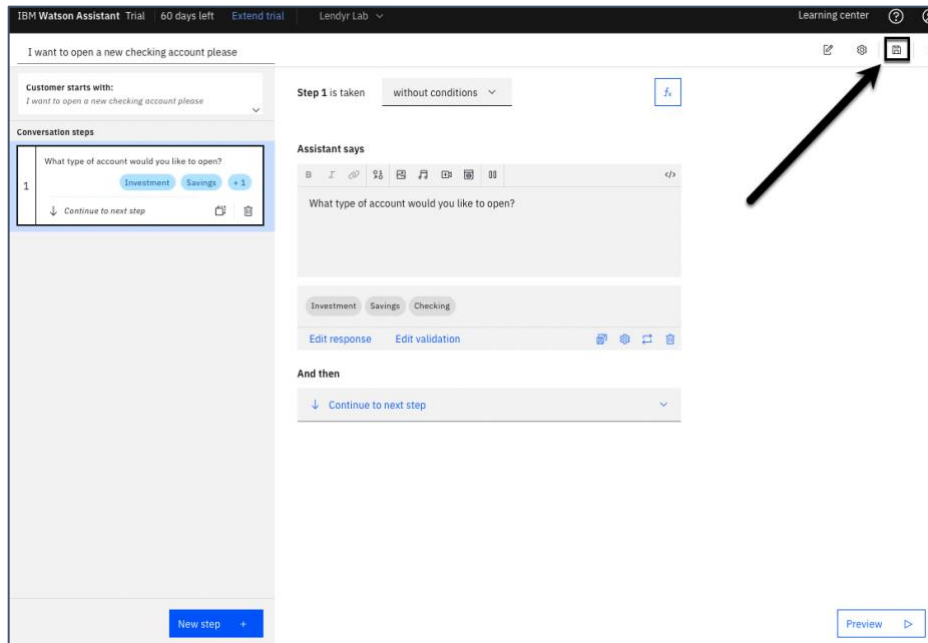 IBM Watson Assistant Trial 60 days left Extend trial Lendyr Lab Learning center
I want to open a new checking account please
Customer starts with:
I want to open a new checking account please
Conversation steps
1
What type of account would you like to open?
Investment Savings + 1
Continue to next step
New step +
Step 1 is taken without conditions fx
Assistant says
B I </>
What type of account would you like to open?
Investment Savings Checking
Edit response Edit validation
And then
Continue to next step
Preview